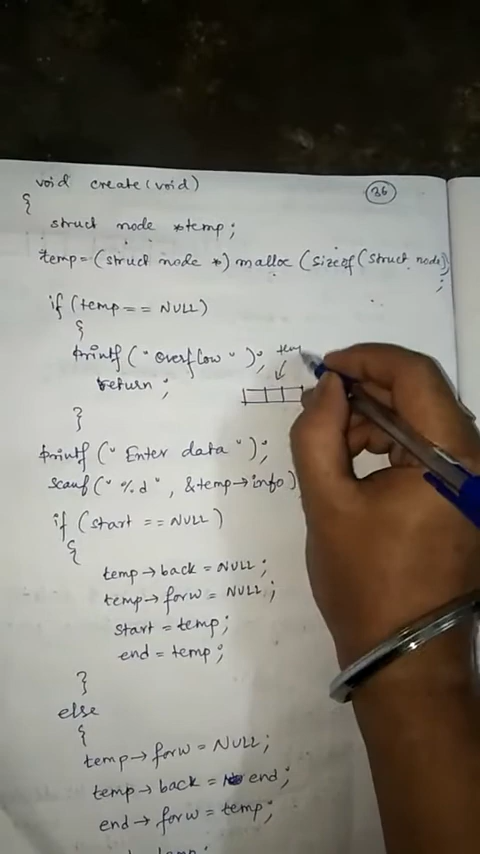 void create(void)
36
{
struct node *temp;
temp=(struct node *) malloc (sizeof(struct node));
if (temp == NULL)
{
printf (" overflow ");
return ;
}
printf (" Enter data ");
scanf (" %d" , &temp→info)
if (start == NULL)
{
temp→back = NULL;
temp→forw = NULL;
start = temp;
end = temp;
}
else
{
temp→forw = NULL;
temp→back = end;
end→forw = temp;